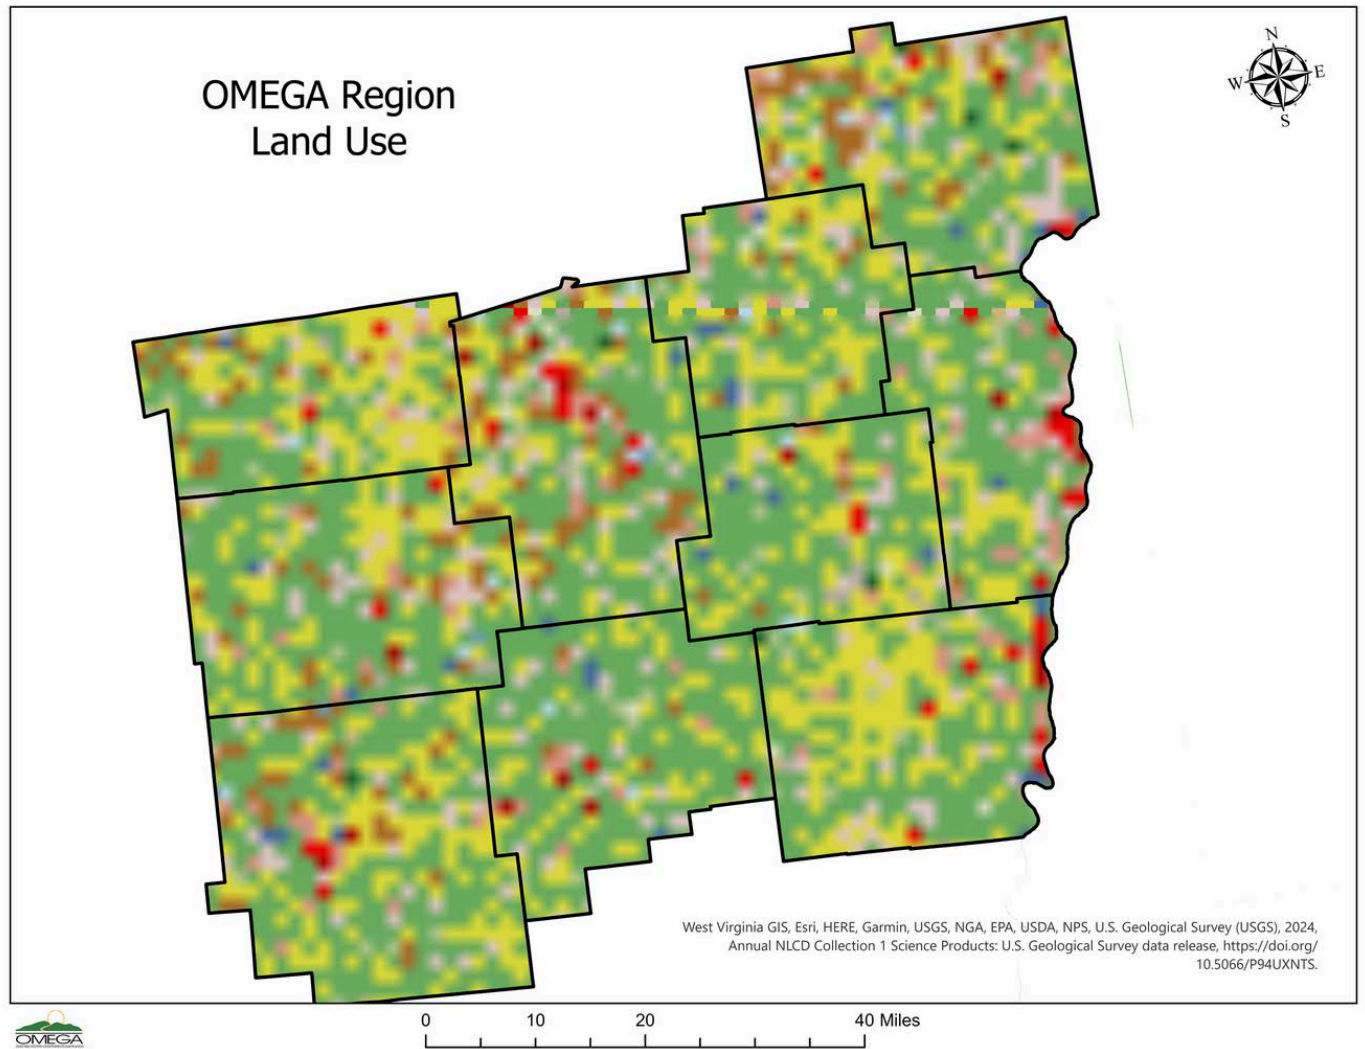 OMEGA Region
Land Use
N
W
E
S
West Virginia GIS, Esri, HERE, Garmin, USGS, NGA, EPA, USDA, NPS, U.S. Geological Survey (USGS), 2024,
Annual NLCD Collection 1 Science Products: U.S. Geological Survey data release, https://doi.org/
10.5066/P94UXNTS.
OMEGA
0 10 20 40 Miles